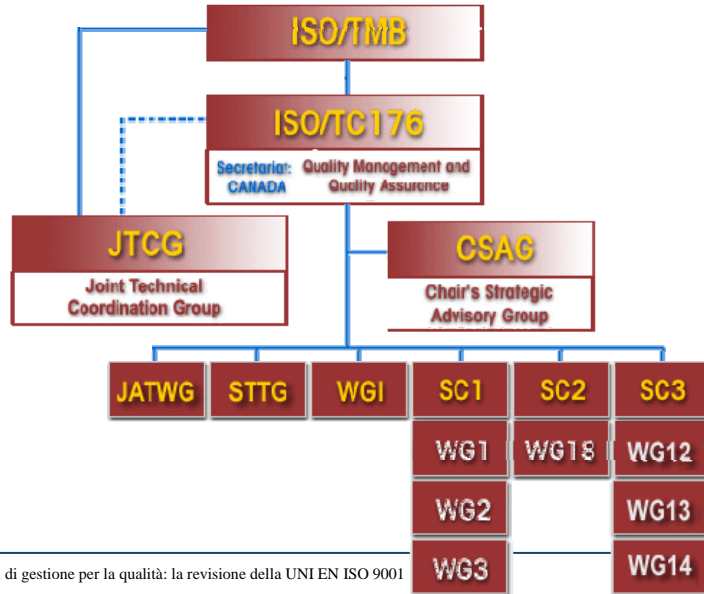 ISO/TMB
ISO/TC176
Secretariat: CANADA
Quality Management and
Quality Assurance
JTCG
Joint Technical
Coordination Group
CSAG
Chair's Strategic
Advisory Group
JATWG STTG WGI SC1 SC2 SC3
WG1 WG18 WG12
WG2 WG13
WG3 WG14
di gestione per la qualità: la revisione della UNI EN ISO 9001